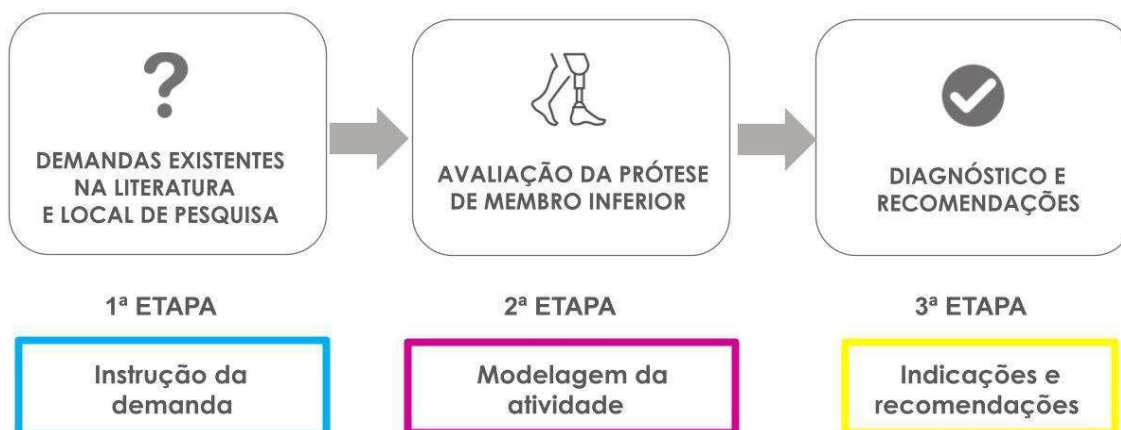 ?
DEMANDAS EXISTENTES
NA LITERATURA
E LOCAL DE PESQUISA
AVALIAÇÃO DA PRÓTESE
DE MEMBRO INFERIOR
DIAGNÓSTICO E
RECOMENDAÇÕES
1ª ETAPA
2ª ETAPA
3ª ETAPA
Instrução da
demanda
Modelagem da
atividade
Indicações e
recomendações